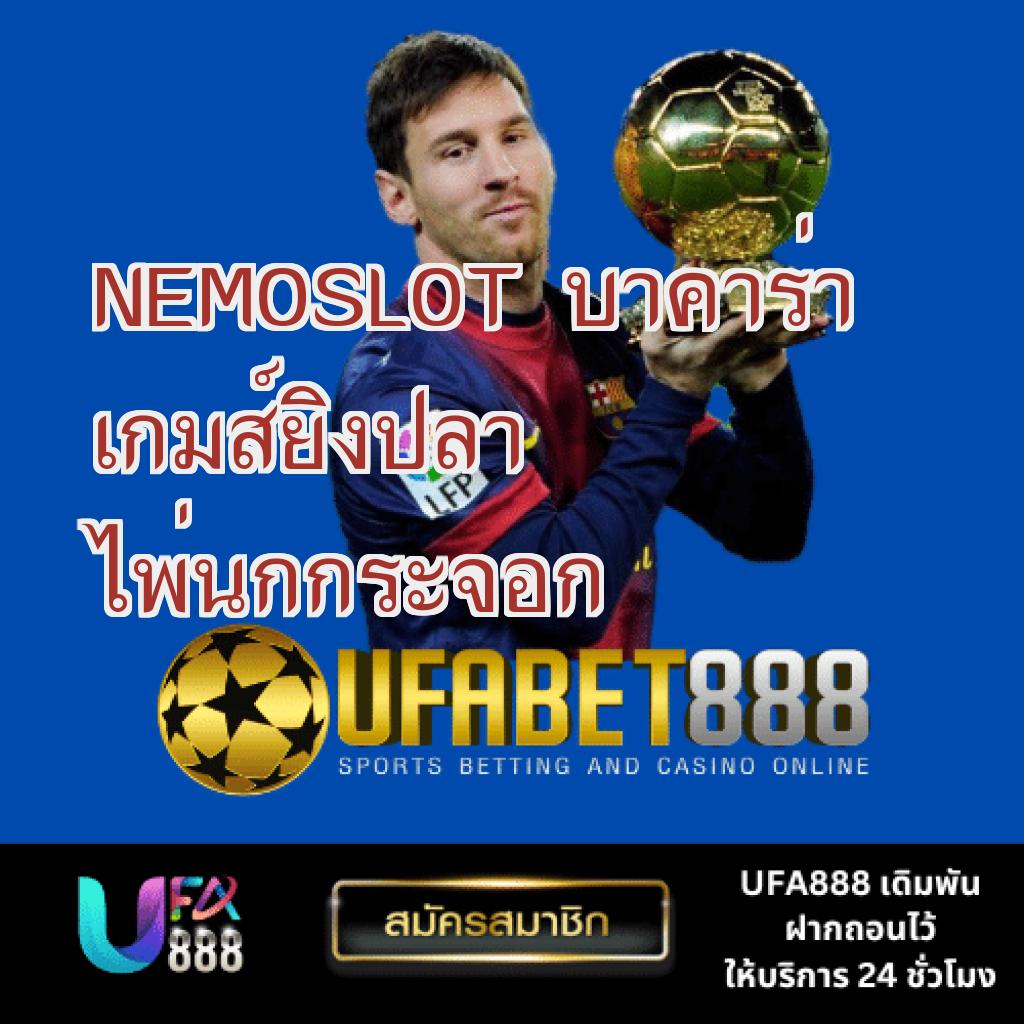 NEMOSLOT บาคาร่า
เกมส์ยิงปลา
LFP
ไพ่นกกระจอก
UFABET888
SPORTS BETTING AND CASINO ONLINE
UFA
888
สมัครสมาชิก
UFA888 เดิมพัน
ฝากถอนไว้
ให้บริการ 24 ชั่วโมง